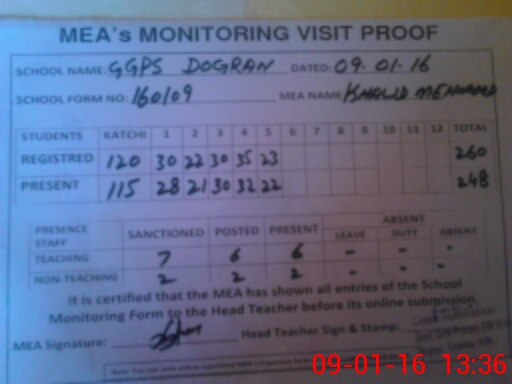 MEA's MONITORING VISIT PROOF
SCHOOL NAME: GGPS DOGRAN DATED: 09.01.16
SCHOOL FORM NO: 160109 MEA NAME KHALID MEHMOOD
STUDENTS KATCHI 1 2 3 4 5 6 7 8 9 10 11 12 TOTAL
REGISTRED 120 30 22 30 35 23 260
PRESENT 115 28 21 30 32 22 248
PRESENCE STAFF SANCTIONED POSTED PRESENT ABSENT
LEAVE DUTY ABSENT
TEACHING 7 6 6 - - -
NON-TEACHING 2 2 2 - - -
It is certified that the MEA has shown all entries of the School
Monitoring Form to the Head Teacher before its online submission.
MEA Signature: Head Teacher Sign & Stamp:
09-01-16 13:36